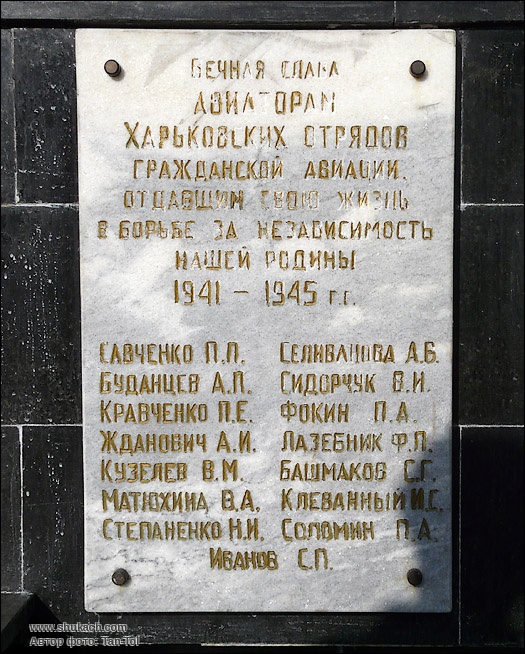 Вечная слава
авиаторам
Харьковских отрядов
гражданской авиации,
отдавшим свою жизнь
в борьбе за независимость
нашей Родины
1941 – 1945 г.г.
Савченко П.П. Селиванова А.Б.
Буданцев А.П. Сидорчук В.И.
Кравченко П.Е. Фокин П.А.
Жданович А.И. Лазебник Ф.П.
Кузелев В.М. Башмаков С.Г.
Матюхина В.А. Клеванный И.С.
Степаненко Н.И. Соломин П.А.
Иванов С.П.
www.shukach.com
Автор фото: Tan-Tol